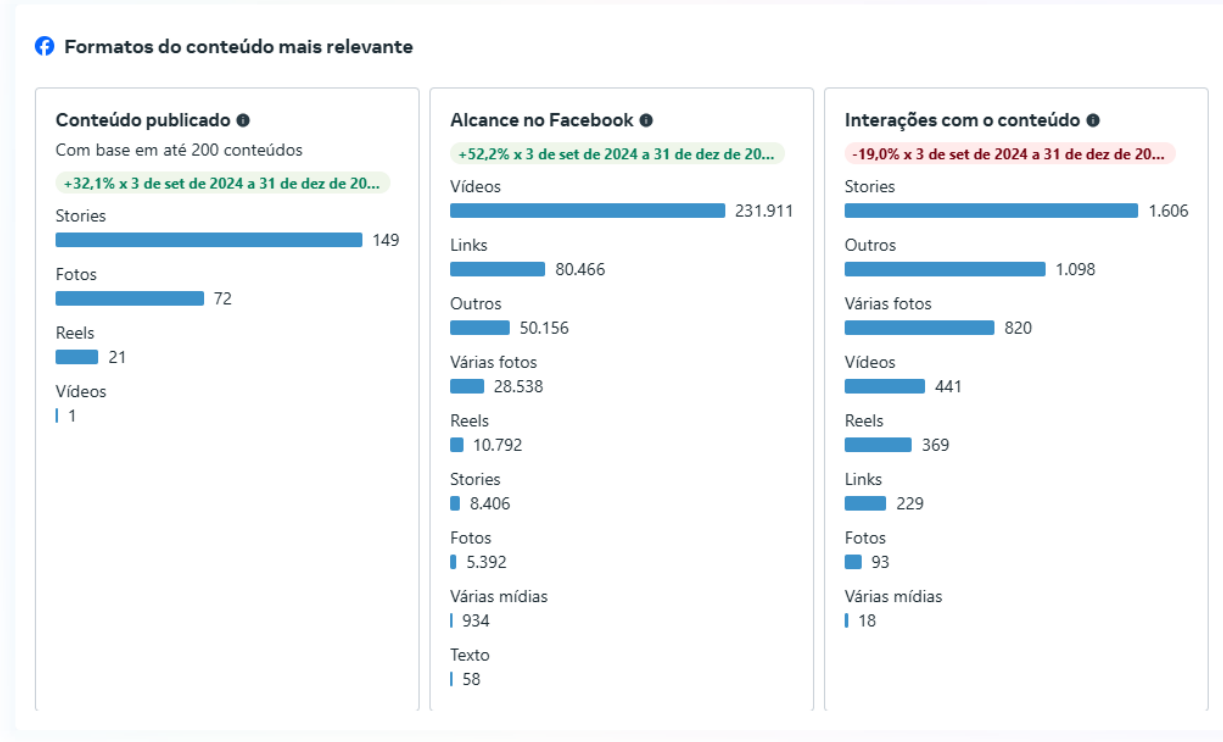 Formatos do conteúdo mais relevante
Conteúdo publicado
Com base em até 200 conteúdos
+32,1% x 3 de set de 2024 a 31 de dez de 20...
Stories
149
Fotos
72
Reels
21
Vídeos
1
Alcance no Facebook
+52,2% x 3 de set de 2024 a 31 de dez de 20...
Vídeos
231.911
Links
80.466
Outros
50.156
Várias fotos
28.538
Reels
10.792
Stories
8.406
Fotos
5.392
Várias mídias
934
Texto
58
Interações com o conteúdo
-19,0% x 3 de set de 2024 a 31 de dez de 20...
Stories
1.606
Outros
1.098
Várias fotos
820
Vídeos
441
Reels
369
Links
229
Fotos
93
Várias mídias
18